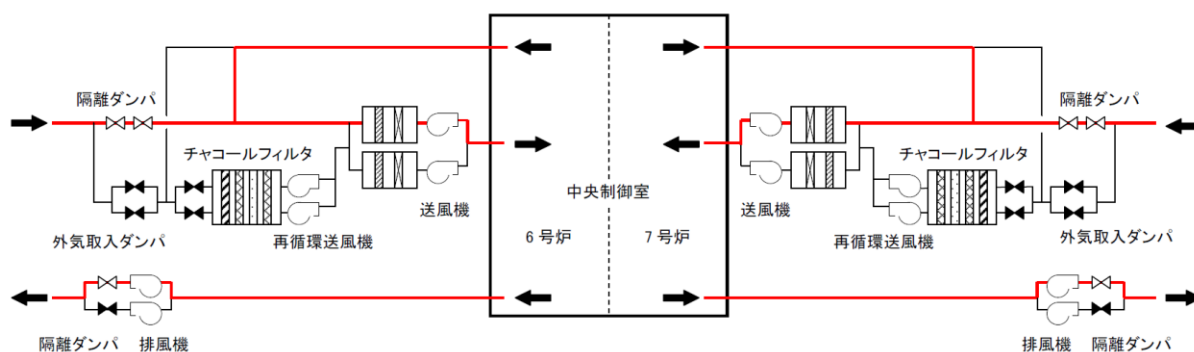 隔離ダンパ
隔離ダンパ
チャコールフィルタ
チャコールフィルタ
中央制御室
送風機
送風機
6号炉
7号炉
外気取入ダンパ
再循環送風機
再循環送風機
外気取入ダンパ
隔離ダンパ
排風機
排風機
隔離ダンパ